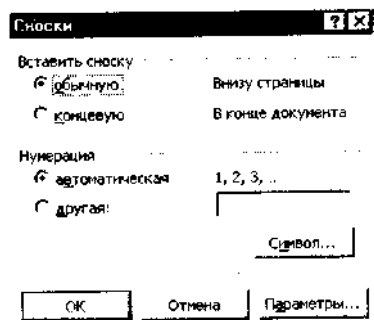 Сноски
Вставить сноску
обычную Внизу страницы
концевую В конце документа
Нумерация
автоматическая 1, 2, 3, ...
другая:
Символ...
ОК Отмена Параметры...